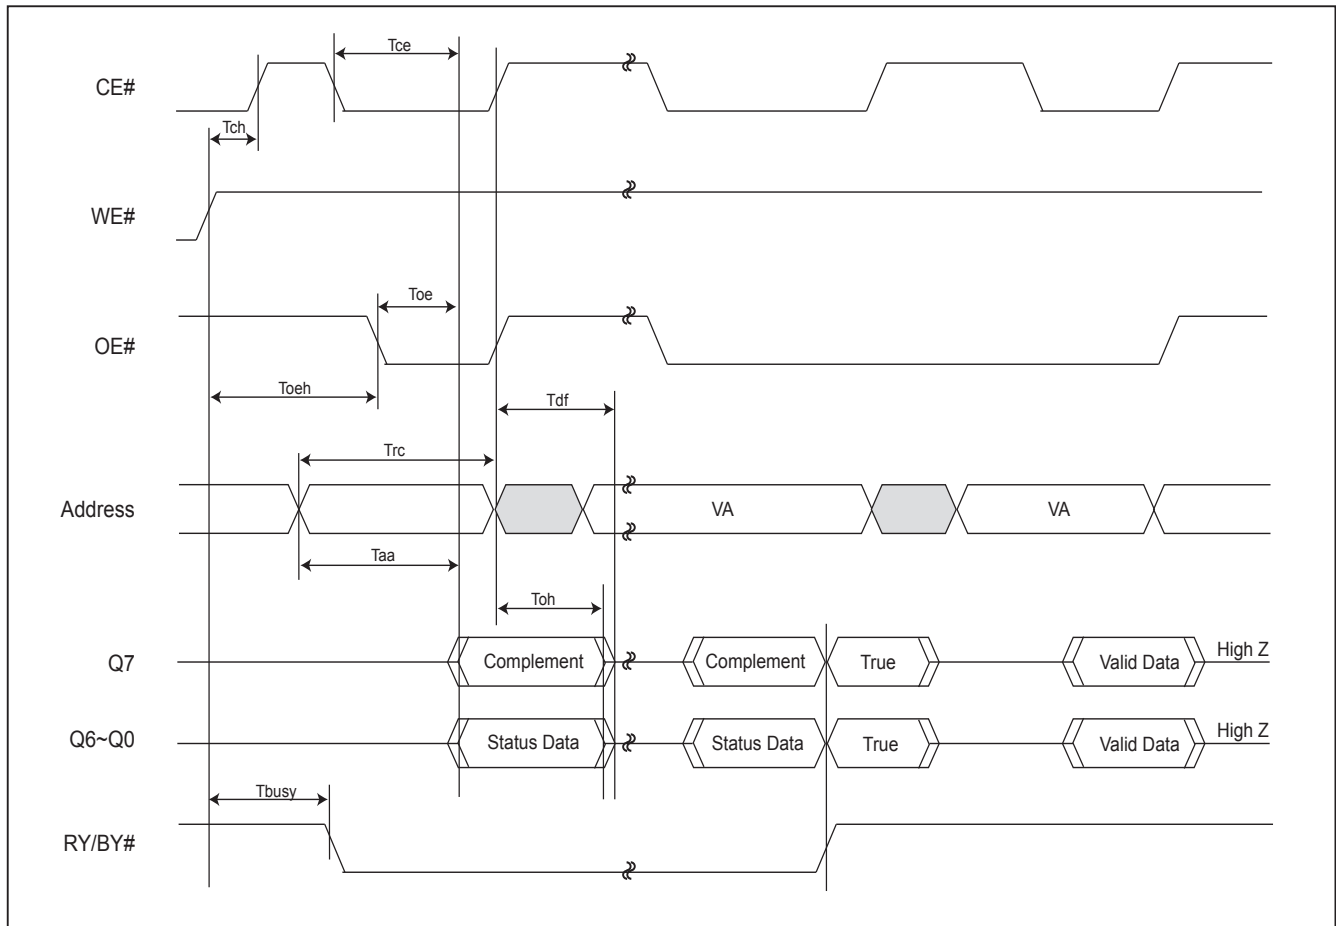 Tce
CE#
Tch
WE#
Toe
OE#
Toeh
Tdf
Trc
Address
VA
VA
Taa
Toh
Q7
Complement
Complement
True
Valid Data
High Z
Q6~Q0
Status Data
Status Data
True
Valid Data
High Z
Tbusy
RY/BY#